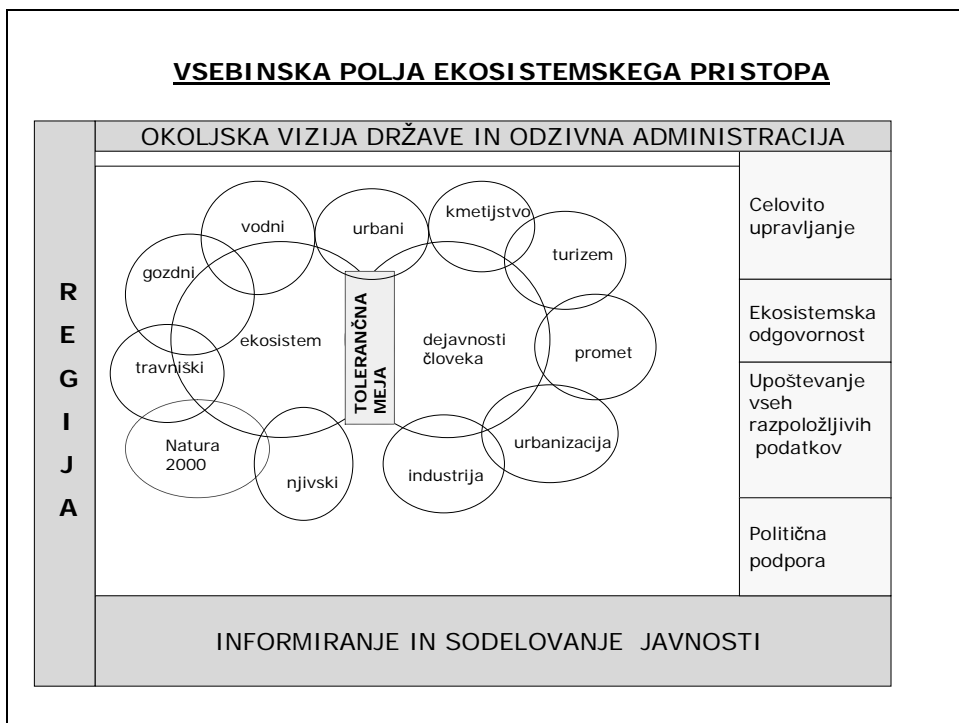 VSEBINSKA POLJA EKOSISTEMSKEGA PRISTOPA
OKOLJSKA VIZIJA DRŽAVE IN ODZIVNA ADMINISTRACIJA
REGIJA
vodni
urbani
kmetijstvo
turizem
gozdni
ekosistem
TOLERANČNA
MEJA
dejavnosti
človeka
promet
travniški
Natura
2000
njivski
industrija
urbanizacija
Celovito
upravljanje
Ekosistemska
odgovornost
Upoštevanje
vseh
razpoložljivih
podatkov
Politična
podpora
INFORMIRANJE IN SODELOVANJE JAVNOSTI